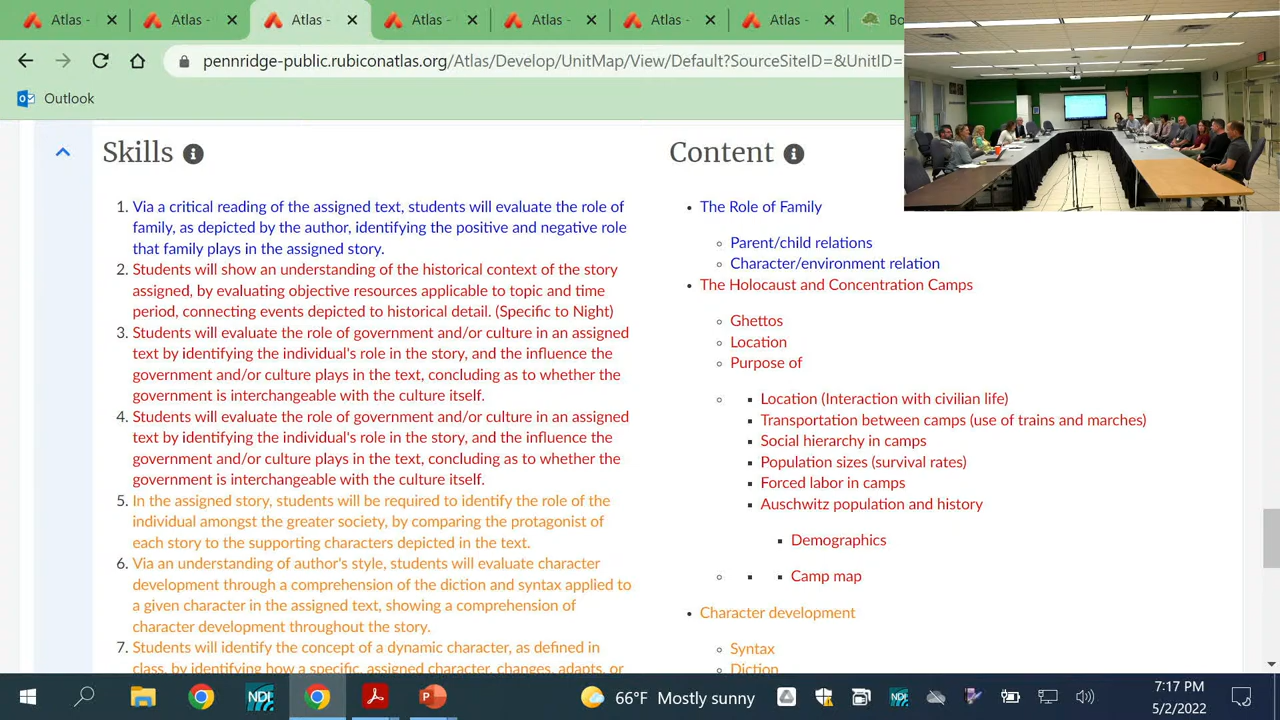 Atlas -
Atlas -
Atlas -
Atlas -
Atlas -
Atlas -
Atlas -
Bo
pennridge-public.rubiconatlas.org/Atlas/Develop/UnitMap/View/Default?SourceSiteID=&UnitID=
Outlook
Skills
1. Via a critical reading of the assigned text, students will evaluate the role of
family, as depicted by the author, identifying the positive and negative role
that family plays in the assigned story.
2. Students will show an understanding of the historical context of the story
assigned, by evaluating objective resources applicable to topic and time
period, connecting events depicted to historical detail. (Specific to Night)
3. Students will evaluate the role of government and/or culture in an assigned
text by identifying the individual's role in the story, and the influence the
government and/or culture plays in the text, concluding as to whether the
government is interchangeable with the culture itself.
4. Students will evaluate the role of government and/or culture in an assigned
text by identifying the individual's role in the story, and the influence the
government and/or culture plays in the text, concluding as to whether the
government is interchangeable with the culture itself.
5. In the assigned story, students will be required to identify the role of the
individual amongst the greater society, by comparing the protagonist of
each story to the supporting characters depicted in the text.
6. Via an understanding of author's style, students will evaluate character
development through a comprehension of the diction and syntax applied to
a given character in the assigned text, showing a comprehension of
character development throughout the story.
7. Students will identify the concept of a dynamic character, as defined in
class, by identifying how a specific, assigned character, changes, adapts, or
Content
The Role of Family
Parent/child relations
Character/environment relation
The Holocaust and Concentration Camps
Ghettos
Location
Purpose of
Location (Interaction with civilian life)
Transportation between camps (use of trains and marches)
Social hierarchy in camps
Population sizes (survival rates)
Forced labor in camps
Auschwitz population and history
Demographics
Camp map
Character development
Syntax
Diction
NDI
66°F Mostly sunny
NDI
7:17 PM
5/2/2022